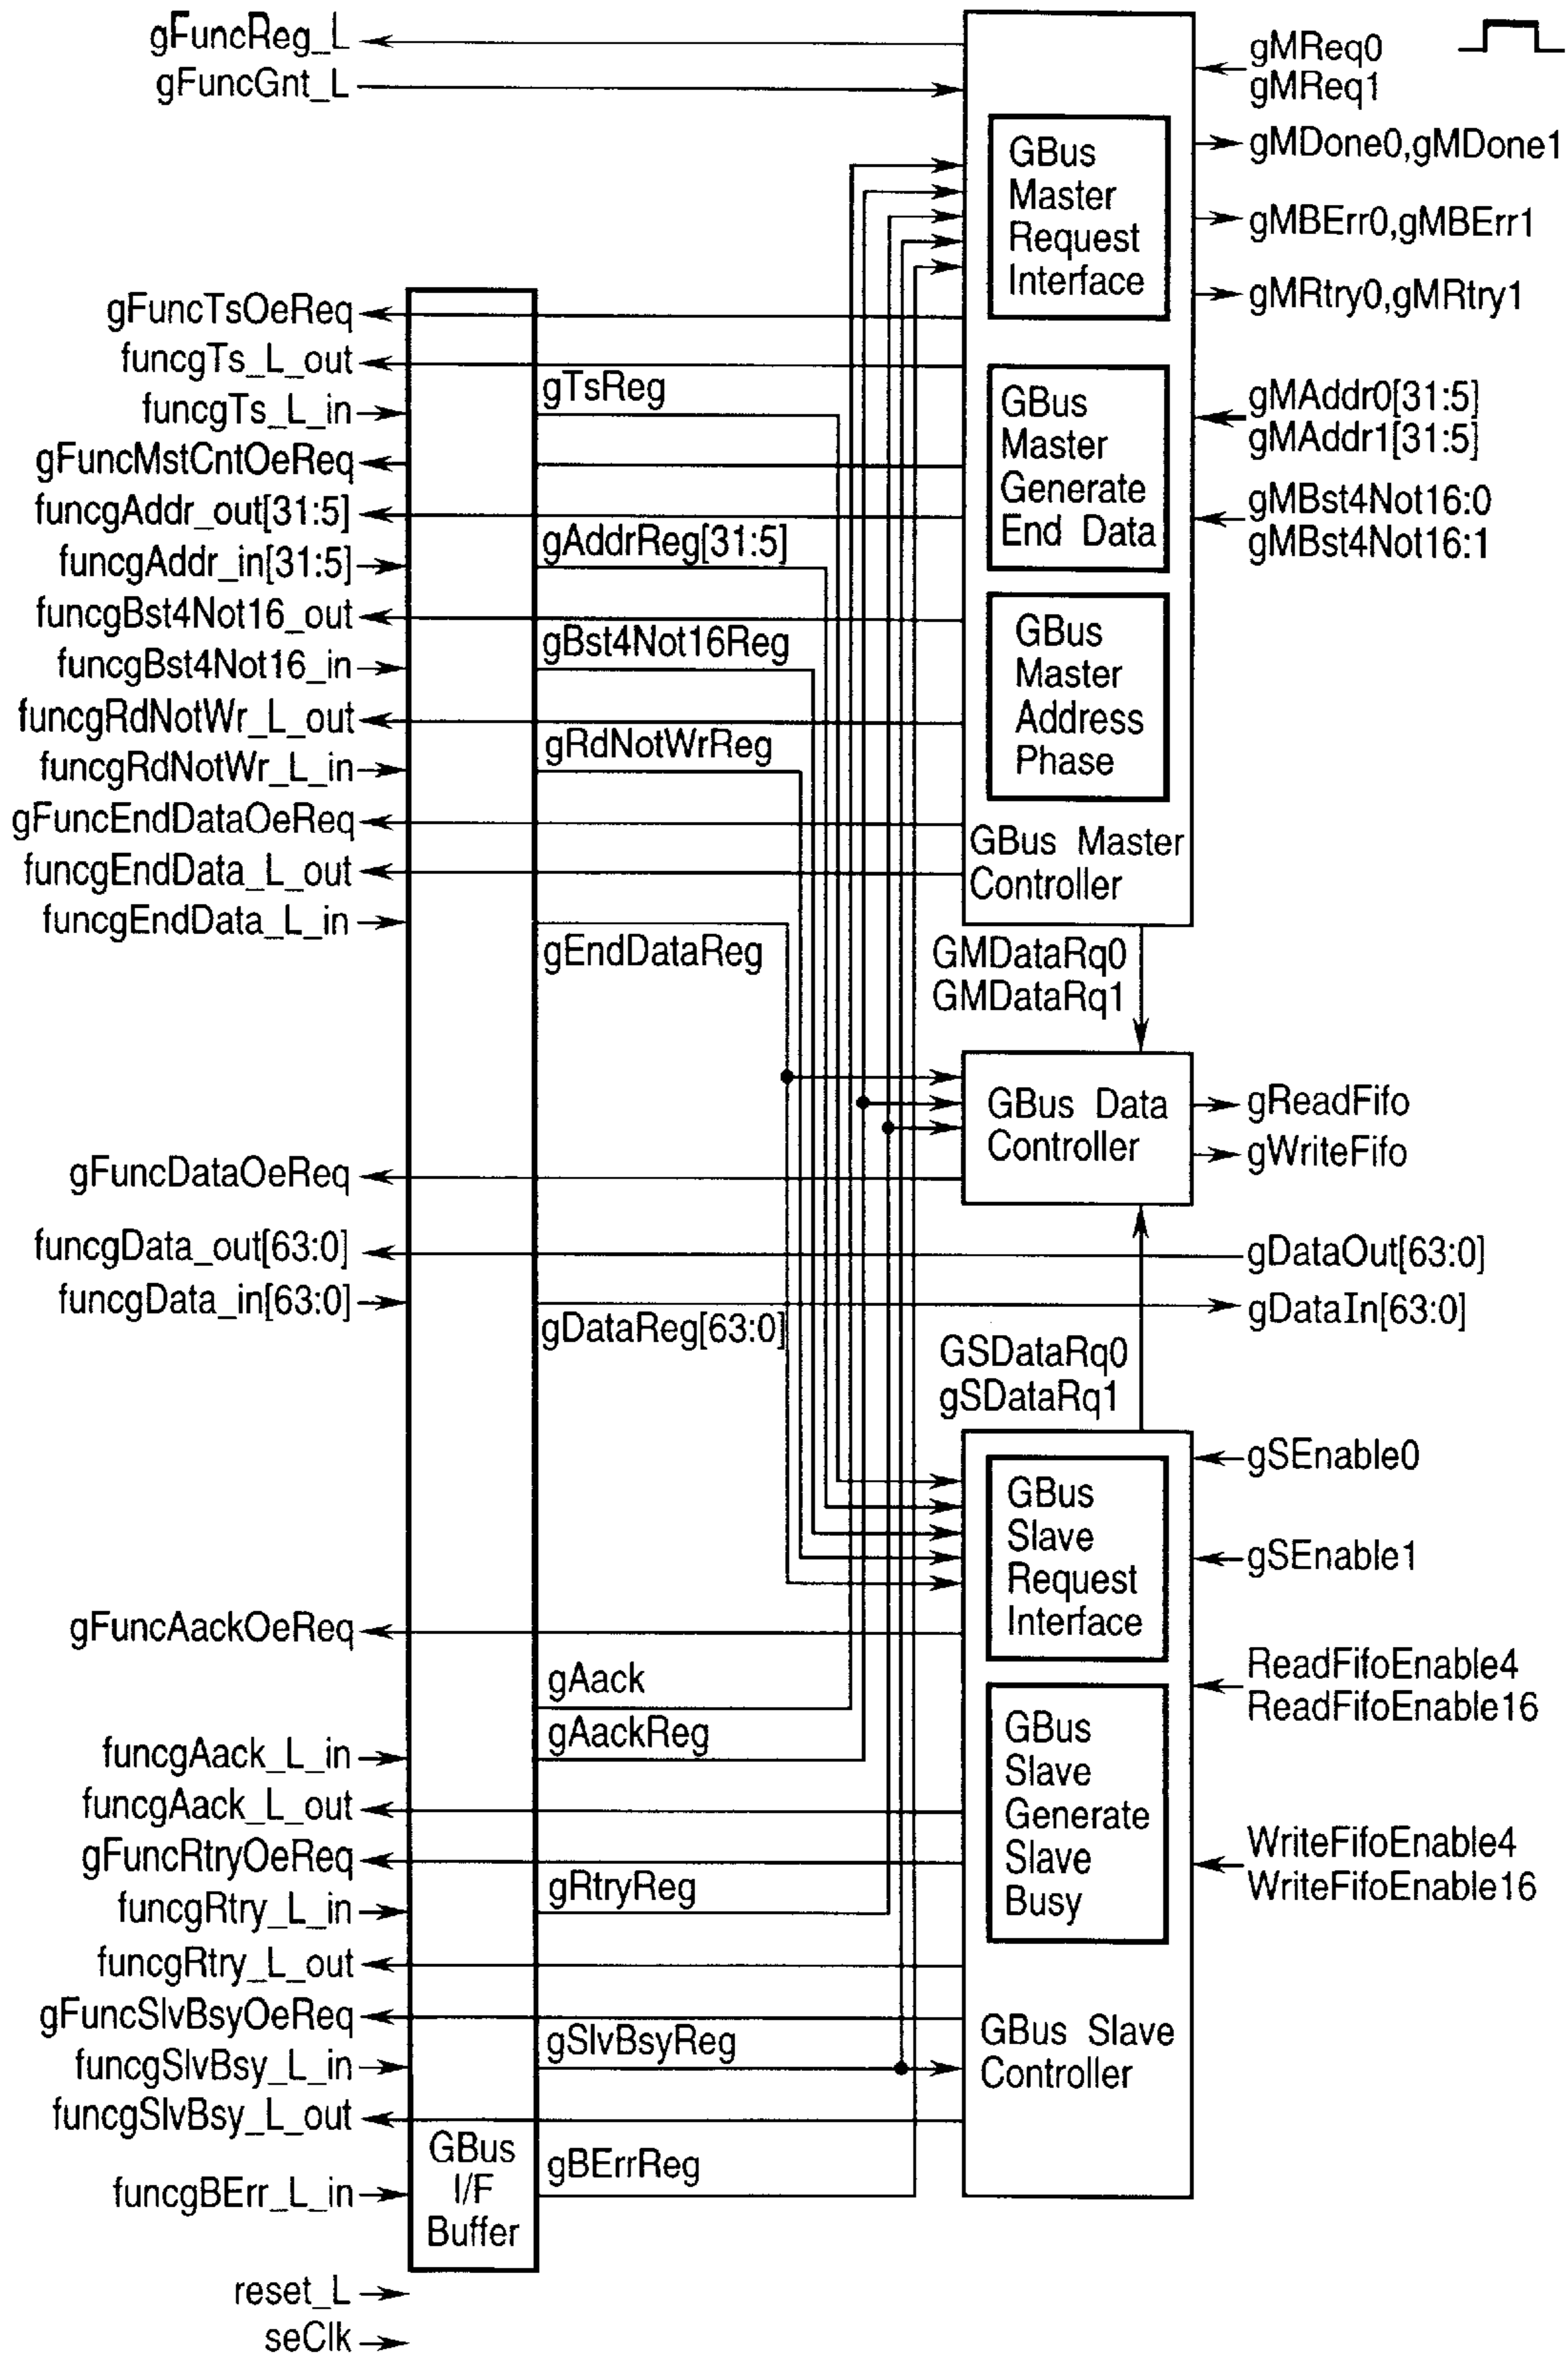 gFuncReg_L
gFuncGnt_L
gFuncTsOeReq
funcgTs_L_out
funcgTs_L_in
gFuncMstCntOeReq
funcgAddr_out[31:5]
funcgAddr_in[31:5]
funcgBst4Not16_out
funcgBst4Not16_in
funcgRdNotWr_L_out
funcgRdNotWr_L_in
gFuncEndDataOeReq
funcgEndData_L_out
funcgEndData_L_in
gFuncDataOeReq
funcgData_out[63:0]
funcgData_in[63:0]
gFuncAackOeReq
funcgAack_L_in
funcgAack_L_out
gFuncRtryOeReq
funcgRtry_L_in
funcgRtry_L_out
gFuncSlvBsyOeReq
funcgSlvBsy_L_in
funcgSlvBsy_L_out
funcgBErr_L_in
reset_L
seClk
GBus
I/F
Buffer
gTsReg
gAddrReg[31:5]
gBst4Not16Reg
gRdNotWrReg
gEndDataReg
gDataReg[63:0]
gAack
gAackReg
gRtryReg
gSlvBsyReg
gBErrReg
GBus
Master
Request
Interface
GBus
Master
Generate
End Data
GBus
Master
Address
Phase
GBus Master
Controller
GMDataRq0
GMDataRq1
GBus Data
Controller
GSDataRq0
gSDataRq1
GBus
Slave
Request
Interface
GBus
Slave
Generate
Slave
Busy
GBus Slave
Controller
gMReq0
gMReq1
gMDone0,gMDone1
gMBErr0,gMBErr1
gMRtry0,gMRtry1
gMAddr0[31:5]
gMAddr1[31:5]
gMBst4Not16:0
gMBst4Not16:1
gReadFifo
gWriteFifo
gDataOut[63:0]
gDataIn[63:0]
gSEnable0
gSEnable1
ReadFifoEnable4
ReadFifoEnable16
WriteFifoEnable4
WriteFifoEnable16